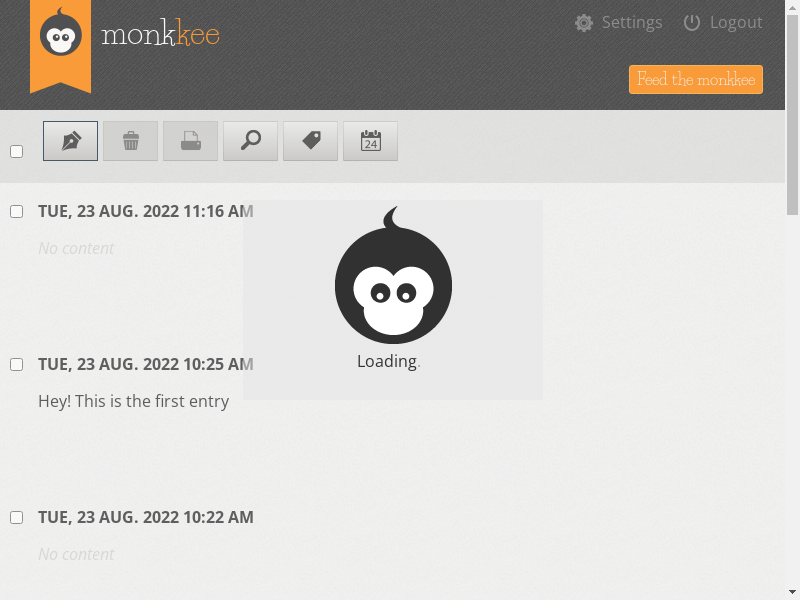 monkkee
Settings
Logout
Feed the monkkee
24
TUE, 23 AUG. 2022 11:16 AM
No content
Loading.
TUE, 23 AUG. 2022 10:25 AM
Hey! This is the first entry
TUE, 23 AUG. 2022 10:22 AM
No content